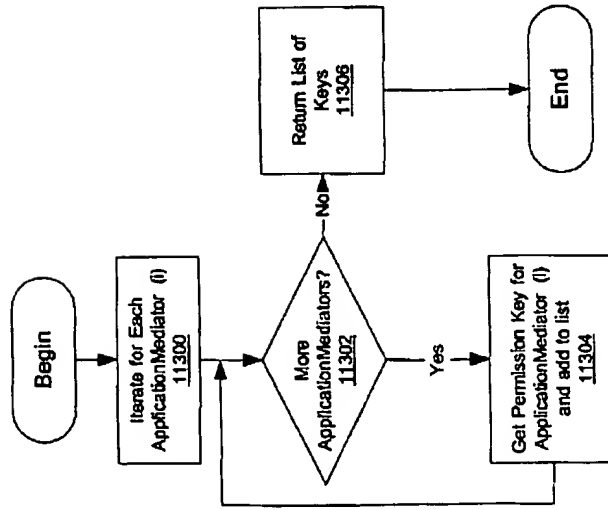 Begin
Iterate for Each
ApplicationMediator (i)
11300
More
ApplicationMediators?
11302
No
Return List of
Keys
11306
End
Yes
Get Permission Key for
ApplicationMediator (i)
and add to list
11304